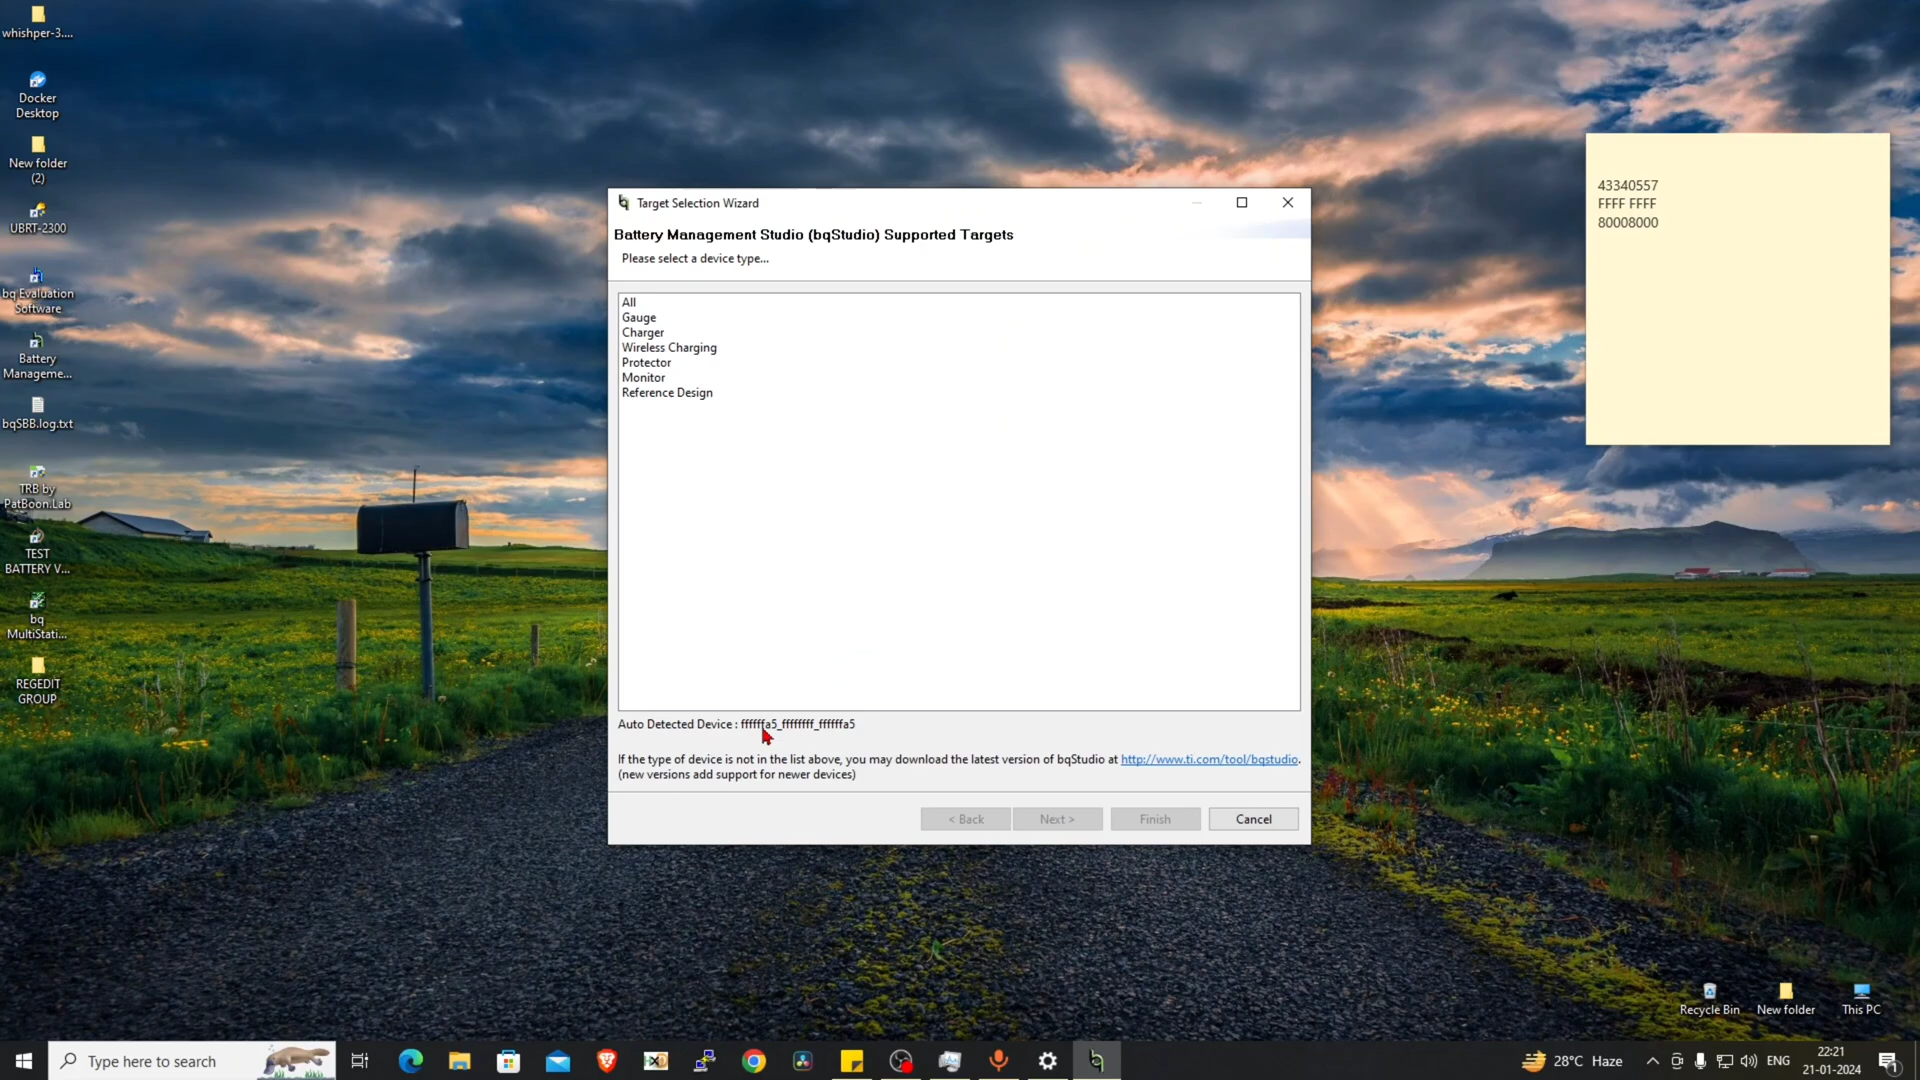 whishper-3....
Docker
Desktop
New folder
(2)
UBRT-2300
bq Evaluation
Software
Battery
Manageme...
bqSBB.log.txt
TRB by
PatBoon.Lab
TEST
BATTERY V...
bq
MultiStati...
REGEDIT
GROUP
Target Selection Wizard
Battery Management Studio (bqStudio) Supported Targets
Please select a device type...
All
Gauge
Charger
Wireless Charging
Protector
Monitor
Reference Design
Auto Detected Device : ffffffa5_ffffffff_ffffffa5
If the type of device is not in the list above, you may download the latest version of bqStudio at http://www.ti.com/tool/bqstudio.
(new versions add support for newer devices)
< Back
Next >
Finish
Cancel
43340557
FFFF FFFF
80008000
Recycle Bin
New folder
This PC
Type here to search
28°C Haze
ENG
22:21
21-01-2024
1